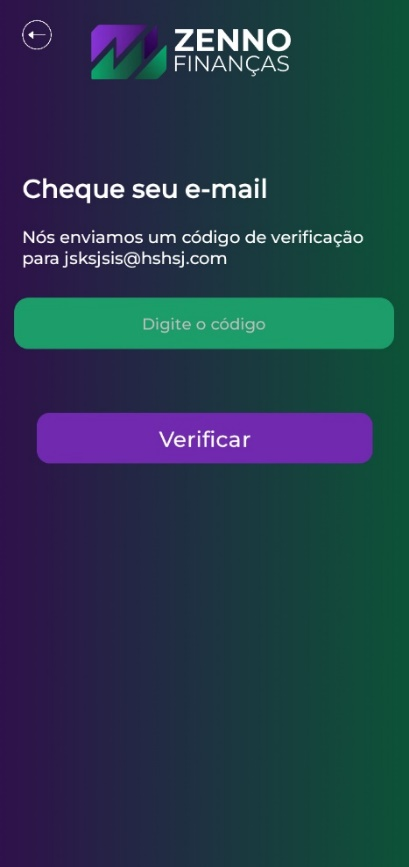 ZENNO
FINANÇAS
Cheque seu e-mail
Nós enviamos um código de verificação
para jsksjsis@hshsj.com
Digite o código
Verificar